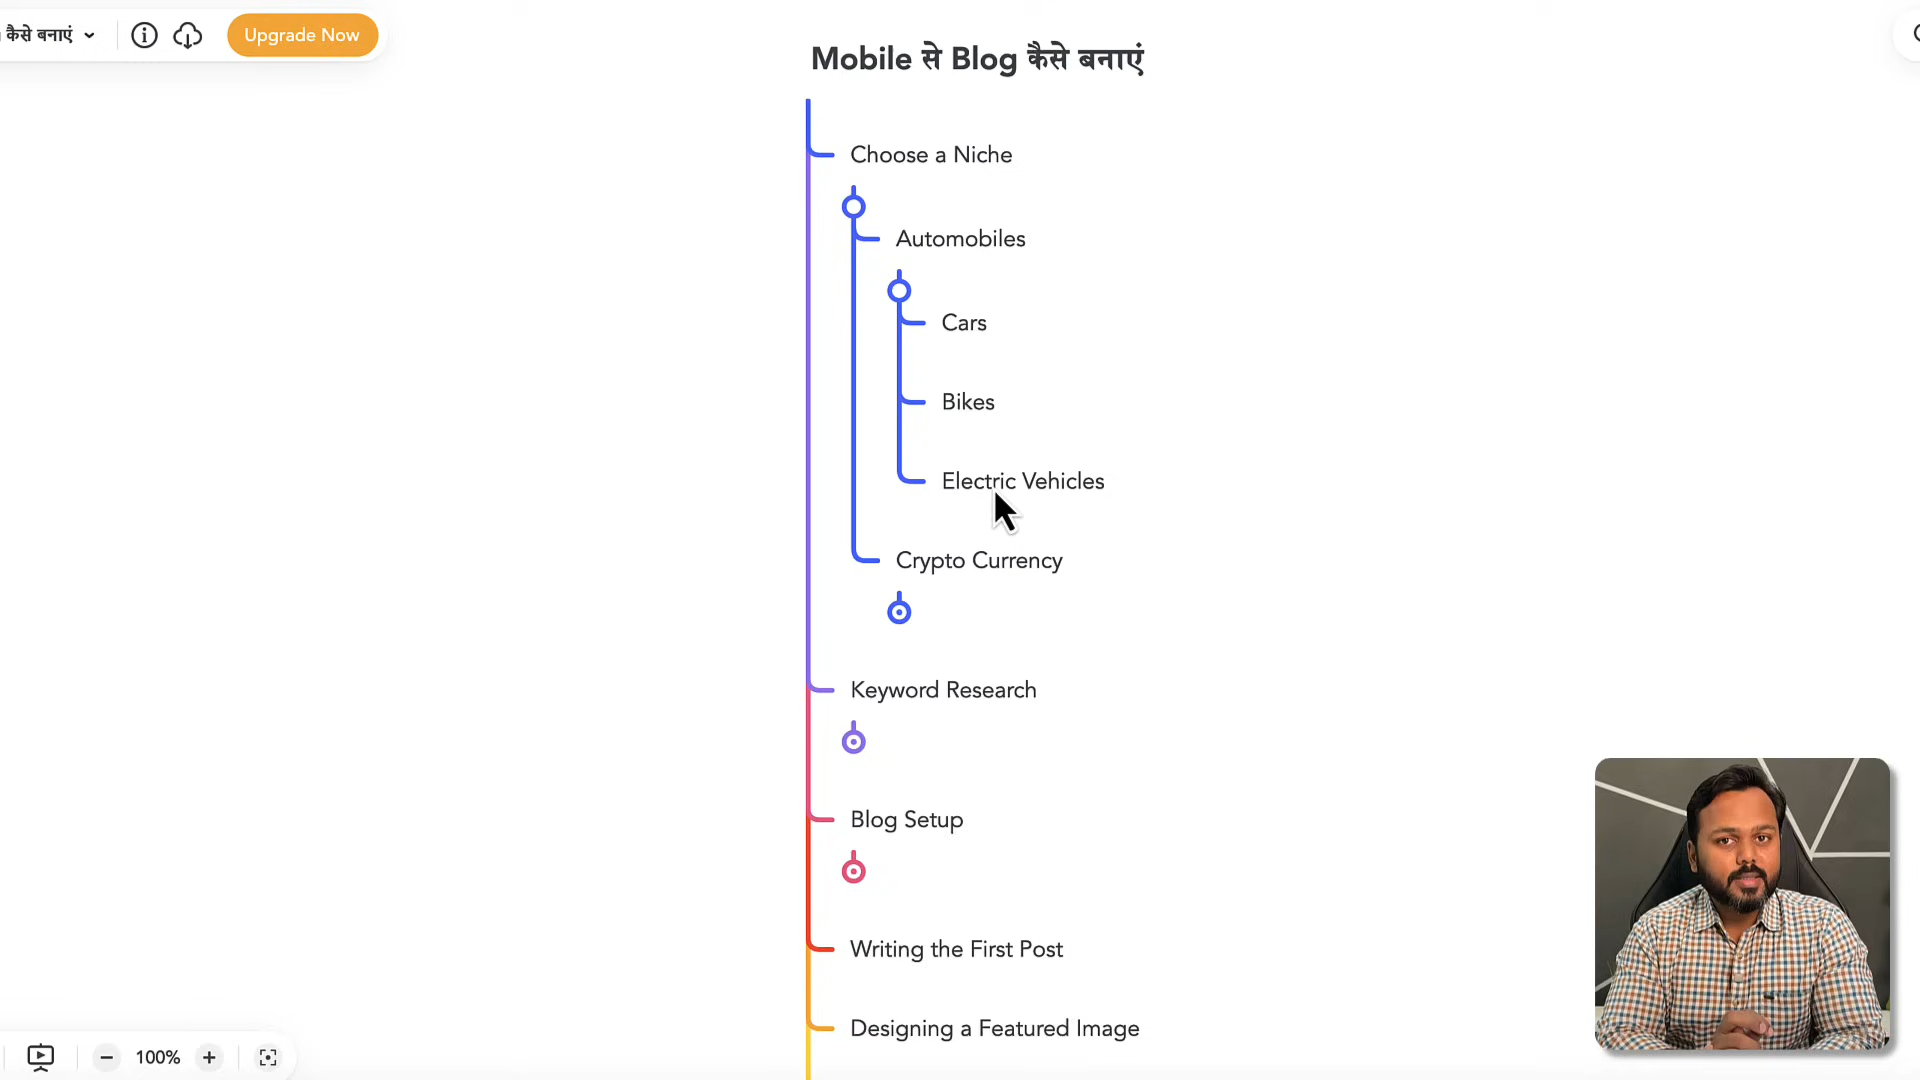 कैसे बनाएं
Upgrade Now
Mobile से Blog कैसे बनाएं
Choose a Niche
Automobiles
Cars
Bikes
Electric Vehicles
Crypto Currency
Keyword Research
Blog Setup
Writing the First Post
Designing a Featured Image
100%